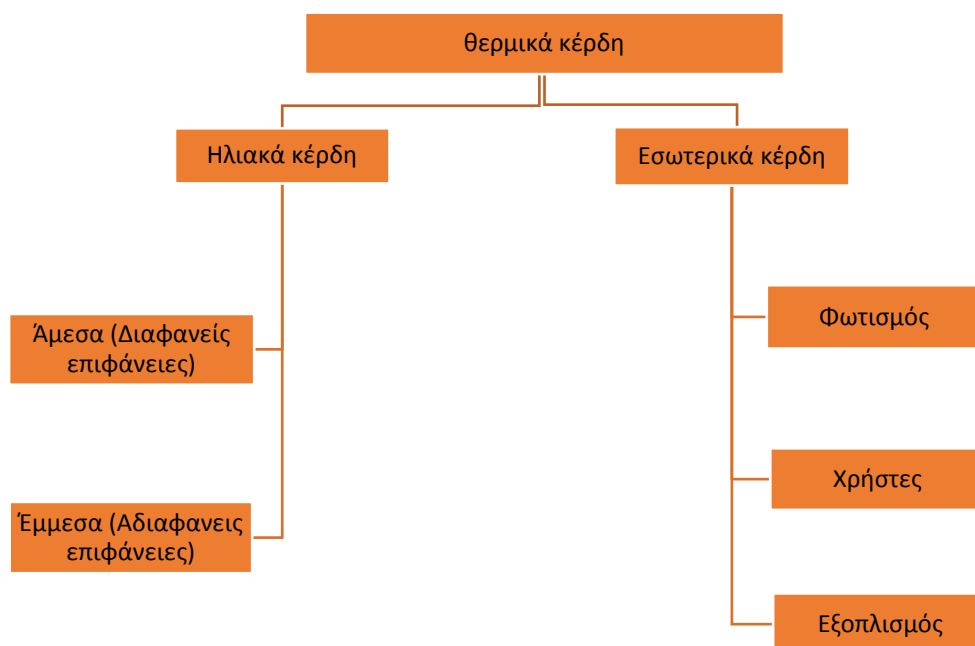 θερμικά κέρδη
Ηλιακά κέρδη
Εσωτερικά κέρδη
Άμεσα (Διαφανείς
επιφάνειες)
Φωτισμός
Χρήστες
Έμμεσα (Αδιαφανεις
επιφάνειες)
Εξοπλισμός